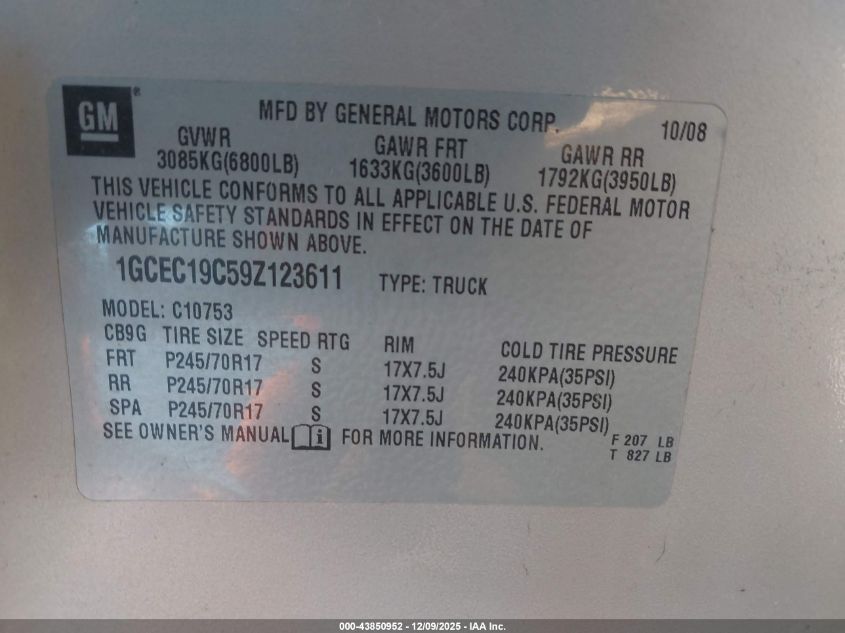 GM®
MFD BY GENERAL MOTORS CORP. 10/08
GVWR GAWR FRT GAWR RR
3085KG(6800LB) 1633KG(3600LB) 1792KG(3950LB)
THIS VEHICLE CONFORMS TO ALL APPLICABLE U.S. FEDERAL MOTOR
VEHICLE SAFETY STANDARDS IN EFFECT ON THE DATE OF
MANUFACTURE SHOWN ABOVE.
1GCEC19C59Z123611 TYPE: TRUCK
MODEL: C10753
CB9G TIRE SIZE SPEED RTG RIM COLD TIRE PRESSURE
FRT P245/70R17 S 17X7.5J 240KPA(35PSI)
RR P245/70R17 S 17X7.5J 240KPA(35PSI)
SPA P245/70R17 S 17X7.5J 240KPA(35PSI)
SEE OWNER'S MANUAL i FOR MORE INFORMATION.
F 207 LB
T 827 LB
000-43850952 - 12/09/2025 - IAA Inc.